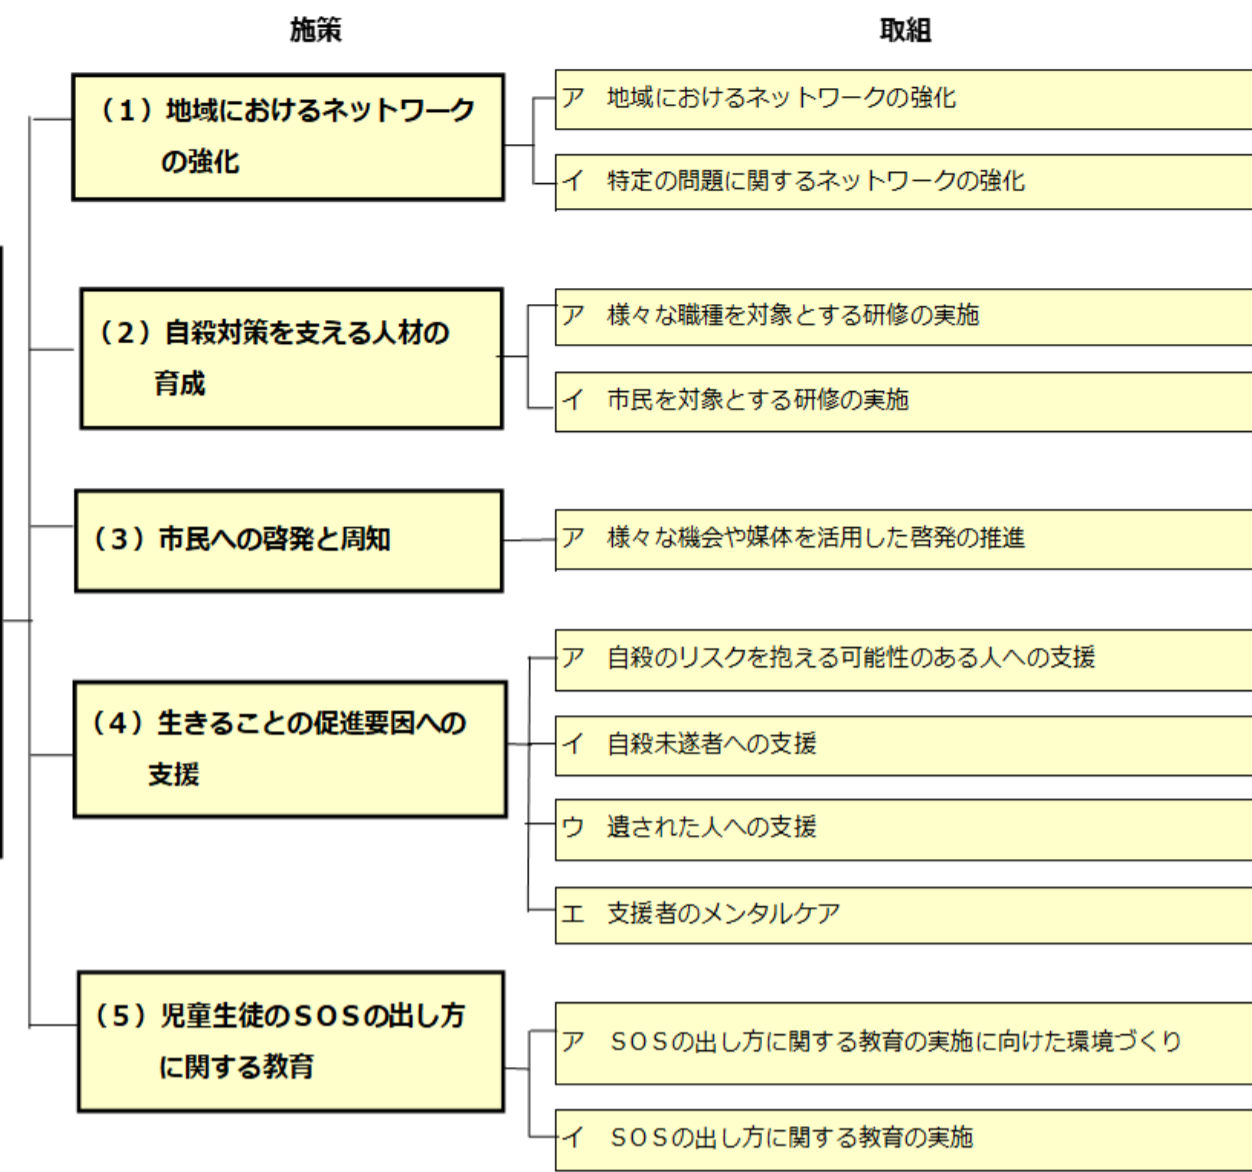 施策
取組
（１）地域におけるネットワーク
の強化
ア　地域におけるネットワークの強化
イ　特定の問題に関するネットワークの強化
（２）自殺対策を支える人材の
育成
ア　様々な職種を対象とする研修の実施
イ　市民を対象とする研修の実施
（３）市民への啓発と周知
ア　様々な機会や媒体を活用した啓発の推進
（４）生きることの促進要因への
支援
ア　自殺のリスクを抱える可能性のある人への支援
イ　自殺未遂者への支援
ウ　遺された人への支援
エ　支援者のメンタルケア
（５）児童生徒のＳＯＳの出し方
に関する教育
ア　ＳＯＳの出し方に関する教育の実施に向けた環境づくり
イ　ＳＯＳの出し方に関する教育の実施